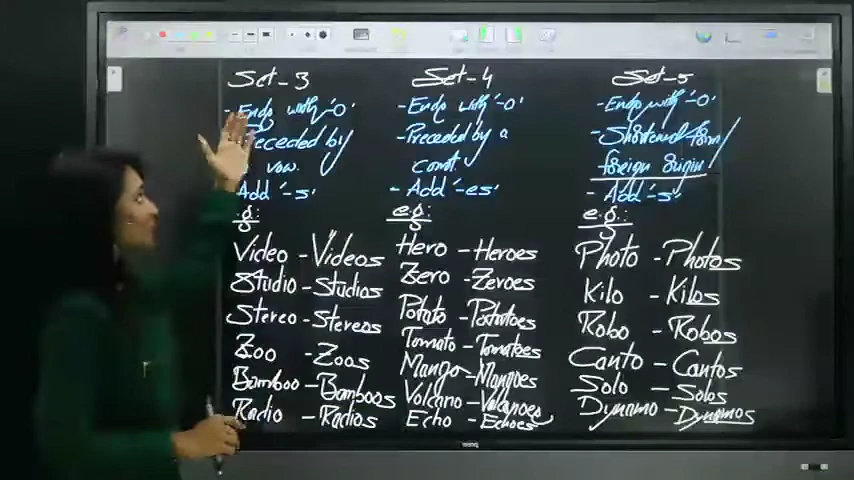 Set-3
- Ends with '-o'
Preceded by
vow.
Add '-s'
e.g:
Video - Videos
Studio - Studios
Stereo - Stereos
Zoo - Zoos
Bamboo - Bamboos
Radio - Radios
Set-4
- Ends with '-o'
- Preceded by a
const.
- Add '-es'
e.g:
Hero - Heroes
Zero - Zeroes
Potato - Potatoes
Tomato - Tomatoes
Mango - Mangoes
Volcano - Volcanoes
Echo - Echoes
Set-5
- Ends with '-o'
- Shortened form/
foreign origin
- Add '-s'
e.g.:
Photo - Photos
Kilo - Kilos
Robo - Robos
Canto - Cantos
Solo - Solos
Dynamo - Dynamos
BenQ